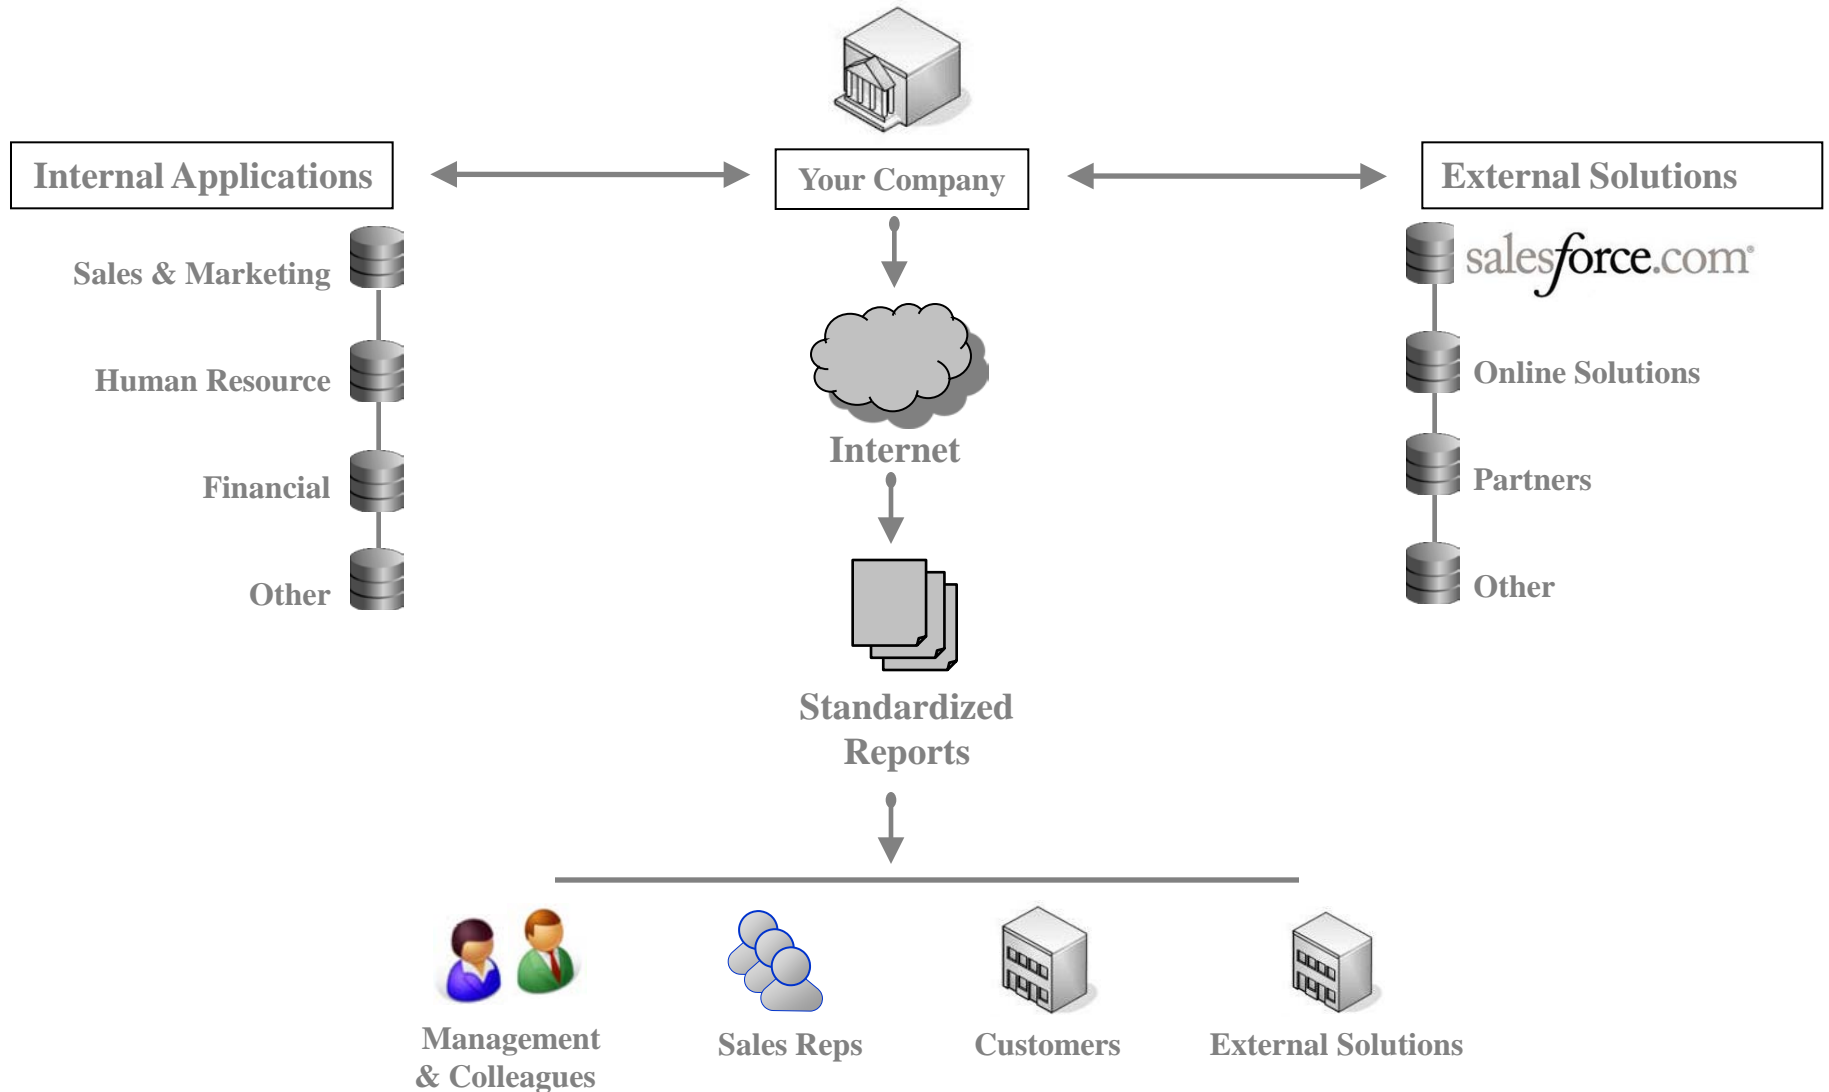 Internal Applications
Your Company
External Solutions
Sales & Marketing
salesforce.com®
Human Resource
Online Solutions
Internet
Financial
Partners
Other
Other
Standardized
Reports
Management
& Colleagues
Sales Reps
Customers
External Solutions